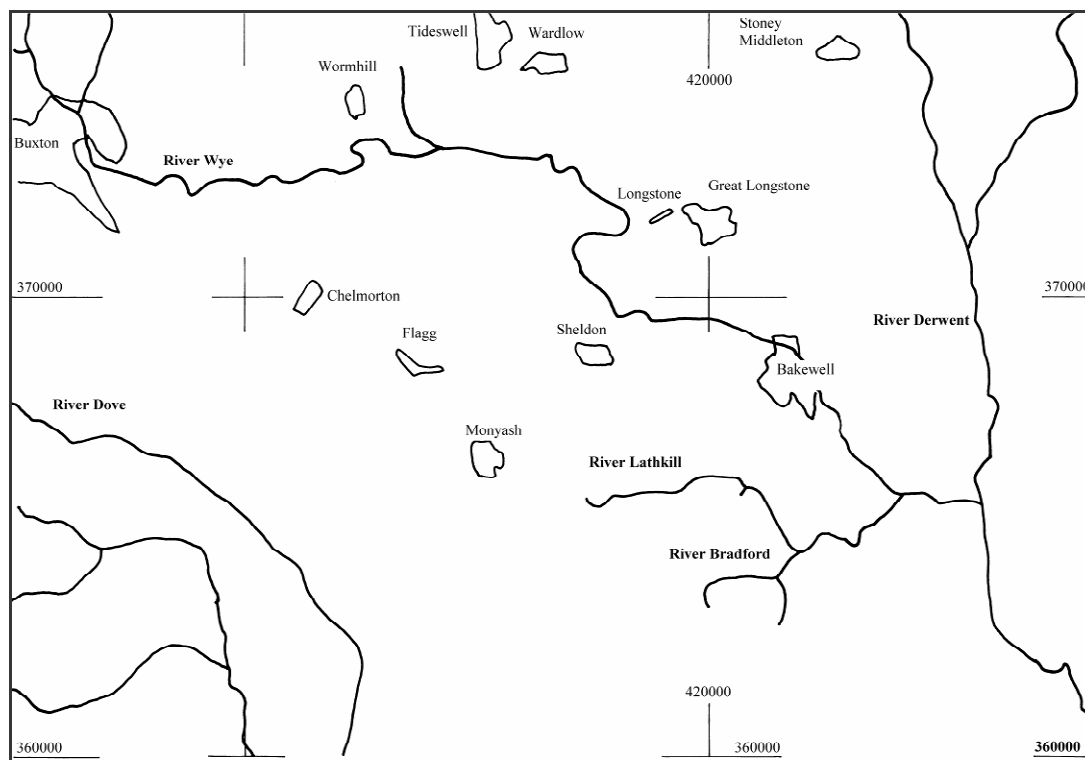 Stoney
Middleton
Tideswell
Wardlow
Wormhill
420000
Buxton
River Wye
Longstone
Great Longstone
370000
Chelmorton
370000
Flagg
Sheldon
River Derwent
Bakewell
River Dove
Monyash
River Lathkill
River Bradford
420000
360000
360000
360000